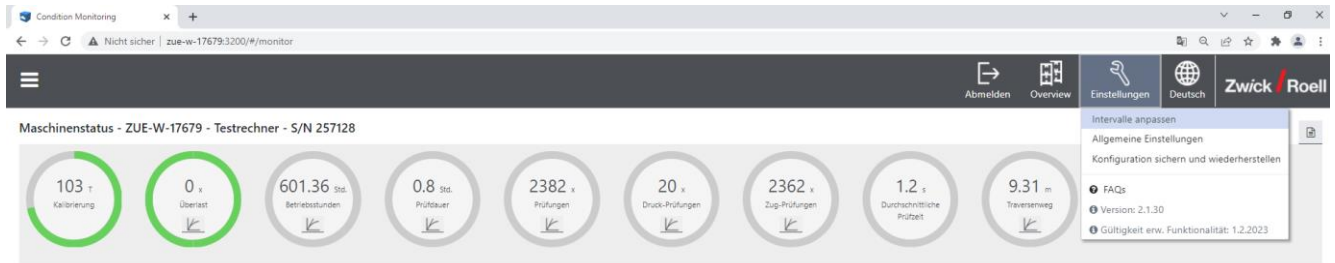 Condition Monitoring
Nicht sicher | zue-w-17679:3200/#/monitor
Abmelden Overview Einstellungen Deutsch Zwick / Roell
Maschinenstatus - ZUE-W-17679 - Testrechner - S/N 257128
Intervalle anpassen
Allgemeine Einstellungen
Konfiguration sichern und wiederherstellen
FAQs
Version: 2.1.30
Gültigkeit erw. Funktionalität: 1.2.2023
103 T
Kalibrierung
0 x
Überlast
601.36 Std.
Betriebsstunden
0.8 Std.
Prüfdauer
2382 x
Prüfungen
20 x
Druck-Prüfungen
2362 x
Zug-Prüfungen
1.2 s
Durchschnittliche
Prüfzeit
9.31 m
Traversenweg